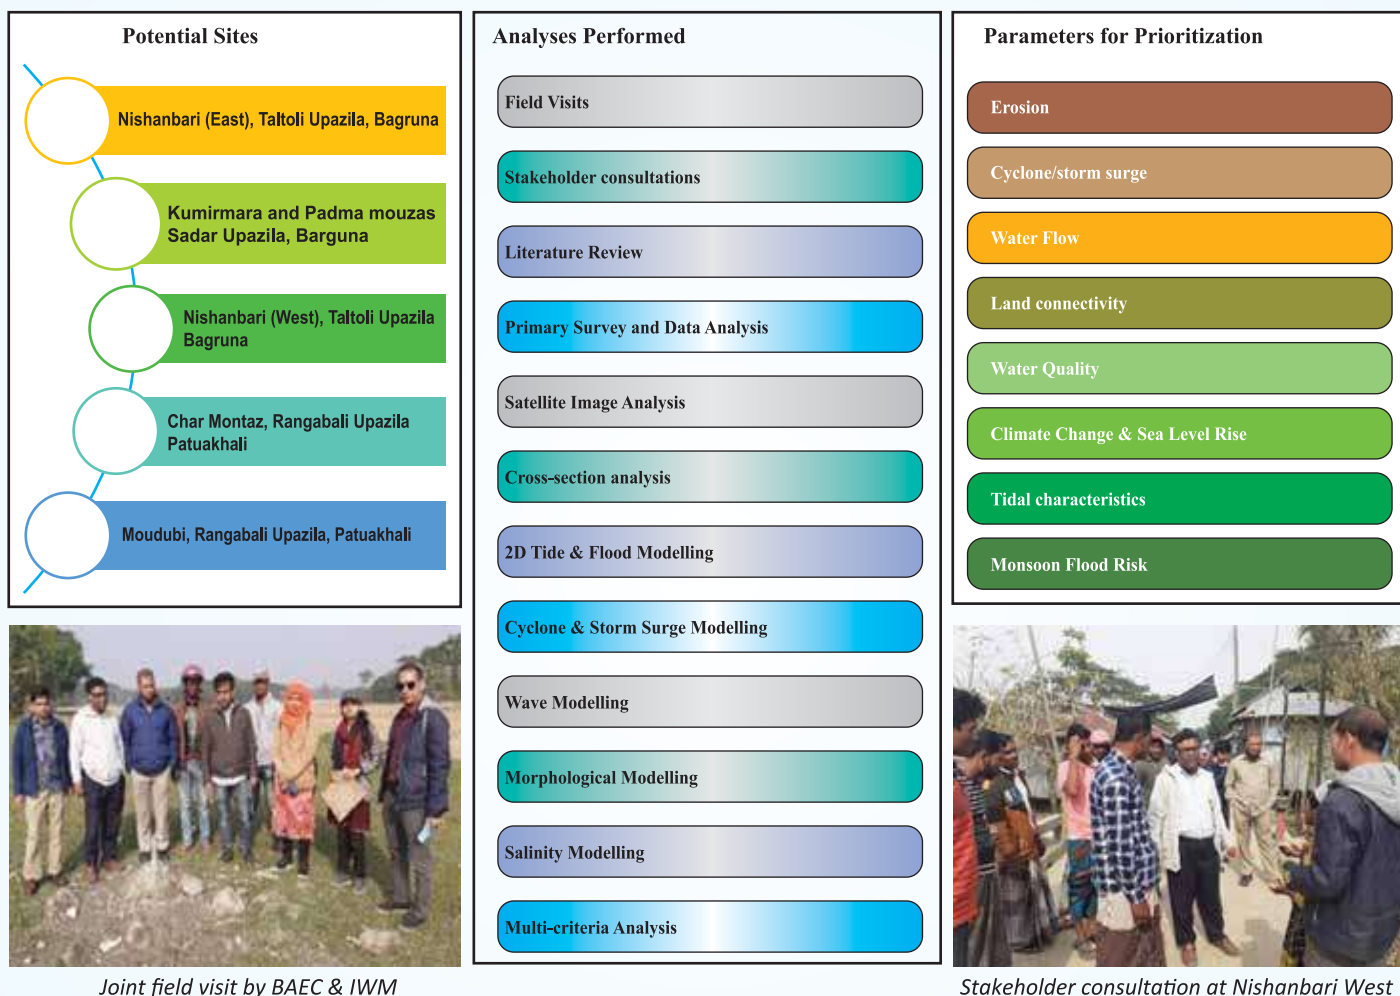 Potential Sites
Nishanbari (East), Taltoli Upazila, Bagruna
Kumirmara and Padma mouzas
Sadar Upazila, Barguna
Nishanbari (West), Taltoli Upazila
Bagruna
Char Montaz, Rangabali Upazila
Patuakhali
Moudubi, Rangabali Upazila, Patuakhali
Analyses Performed
Field Visits
Stakeholder consultations
Literature Review
Primary Survey and Data Analysis
Satellite Image Analysis
Cross-section analysis
2D Tide & Flood Modelling
Cyclone & Storm Surge Modelling
Wave Modelling
Morphological Modelling
Salinity Modelling
Multi-criteria Analysis
Parameters for Prioritization
Erosion
Cyclone/storm surge
Water Flow
Land connectivity
Water Quality
Climate Change & Sea Level Rise
Tidal characteristics
Monsoon Flood Risk
Joint field visit by BAEC & IWM
Stakeholder consultation at Nishanbari West